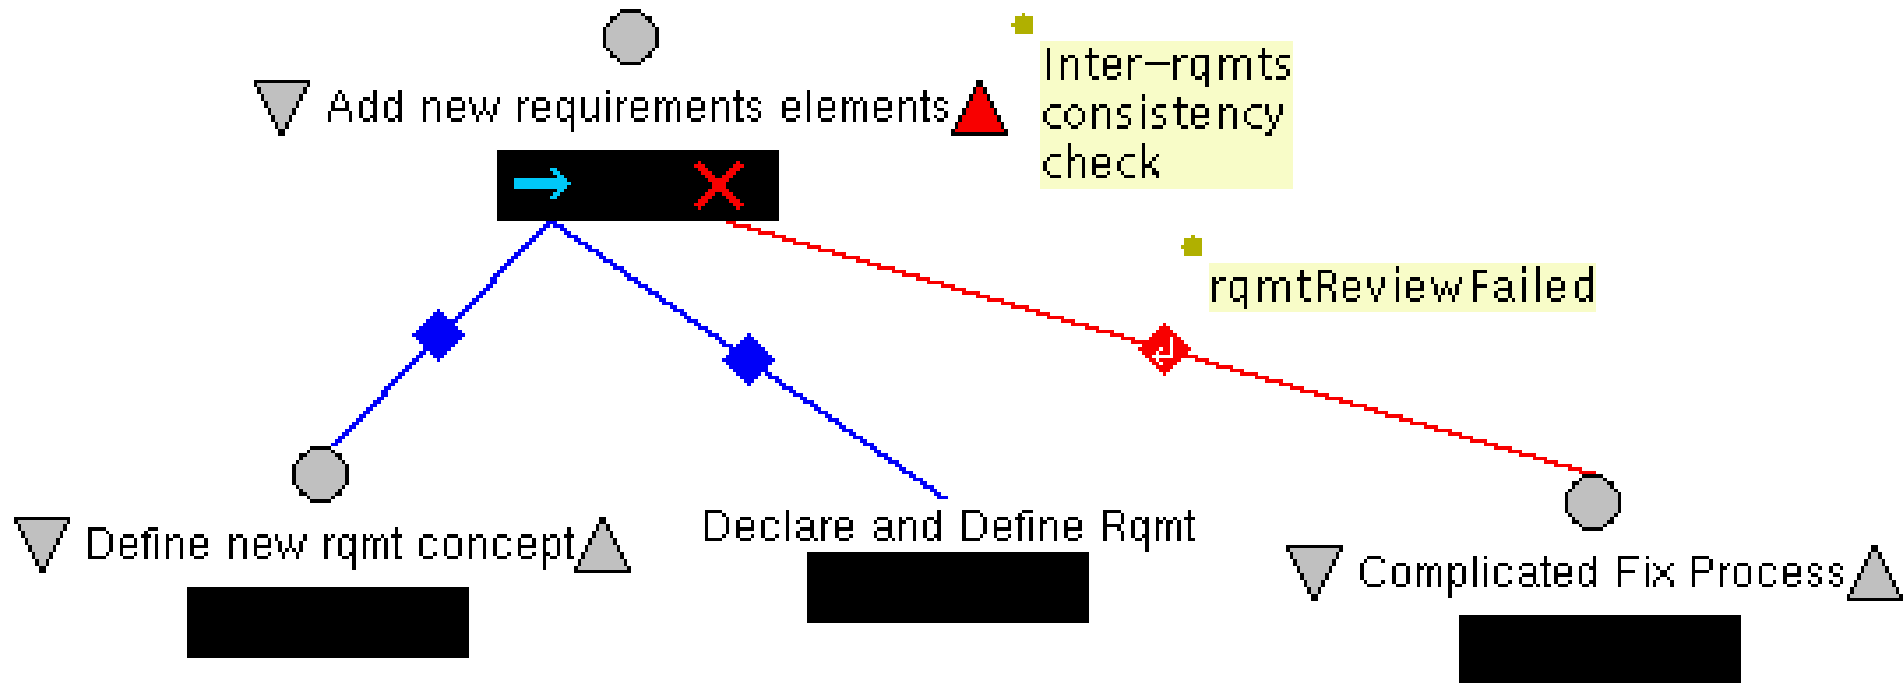 Add new requirements elements
Inter-rqmts
consistency
check
rqmtReviewFailed
Define new rqmt concept
Declare and Define Rqmt
Complicated Fix Process